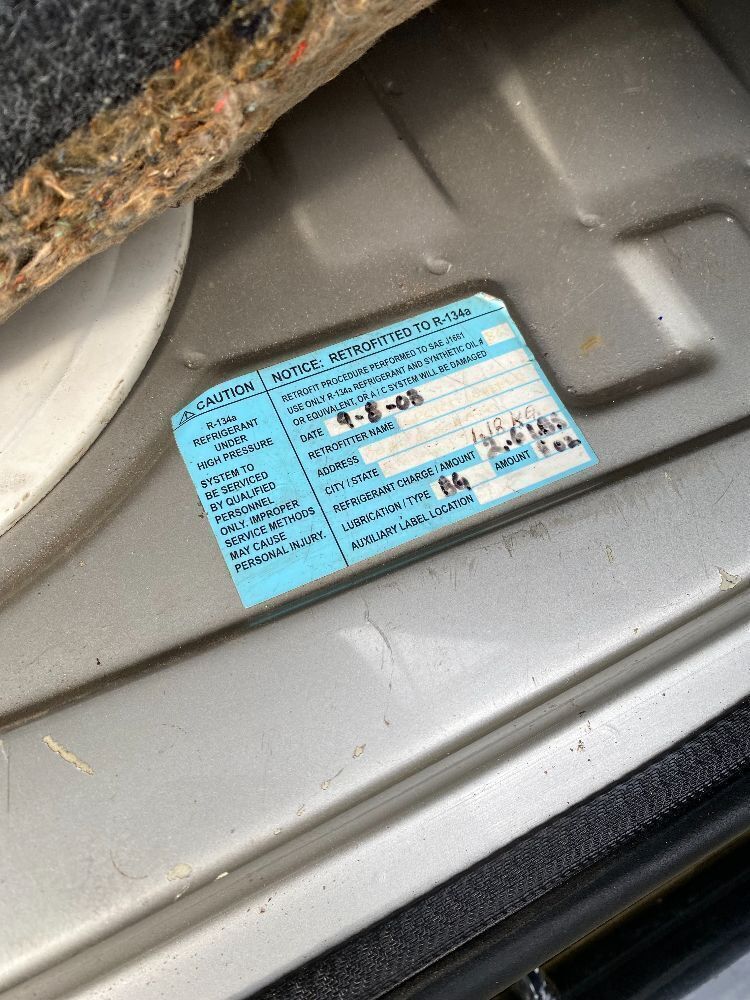 CAUTION
R-134a
REFRIGERANT
UNDER
HIGH PRESSURE
SYSTEM TO
BE SERVICED
BY QUALIFIED
PERSONNEL
ONLY. IMPROPER
SERVICE METHODS
MAY CAUSE
PERSONAL INJURY.
NOTICE: RETROFITTED TO R-134a
RETROFIT PROCEDURE PERFORMED TO SAE J1661
USE ONLY R-134a REFRIGERANT AND SYNTHETIC OIL #
OR EQUIVALENT, OR A/C SYSTEM WILL BE DAMAGED
DATE 9-8-03
RETROFITTER NAME
ADDRESS
CITY / STATE
REFRIGERANT CHARGE / AMOUNT
LUBRICATION / TYPE AMOUNT
AUXILIARY LABEL LOCATION